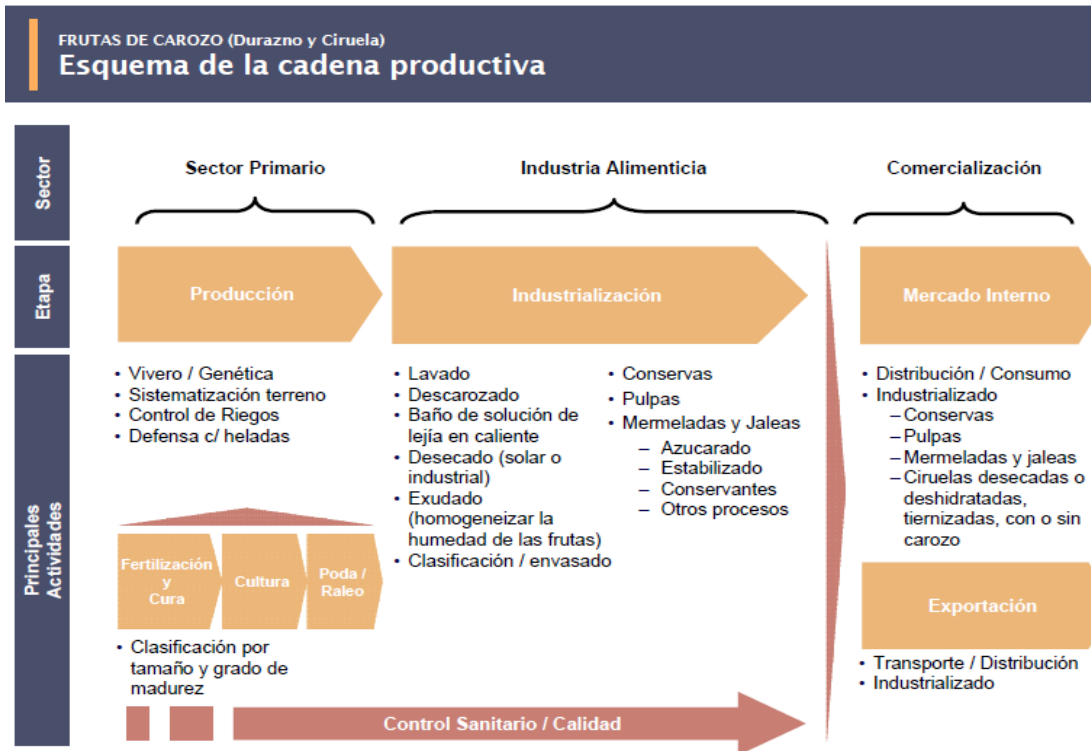 FRUTAS DE CAROZO (Durazno y Ciruela)
Esquema de la cadena productiva
Sector
Sector Primario
Industria Alimenticia
Comercialización
Etapa
Producción
Industrialización
Mercado Interno
Principales
Actividades
• Vivero / Genética
• Sistematización terreno
• Control de Riegos
• Defensa c/ heladas
Fertilización
y
Cura
Cultura
Poda /
Raleo
• Clasificación por
tamaño y grado de
madurez
• Lavado
• Descarozado
• Baño de solución de
lejía en caliente
• Desecado (solar o
industrial)
• Exudado
(homogeneizar la
humedad de las frutas)
• Clasificación / envasado
• Conservas
• Pulpas
• Mermeladas y Jaleas
– Azucarado
– Estabilizado
– Conservantes
– Otros procesos
• Distribución / Consumo
• Industrializado
– Conservas
– Pulpas
– Mermeladas y jaleas
– Ciruelas desecadas o
deshidratadas,
tiernizadas, con o sin
carozo
Exportación
• Transporte / Distribución
• Industrializado
Control Sanitario / Calidad